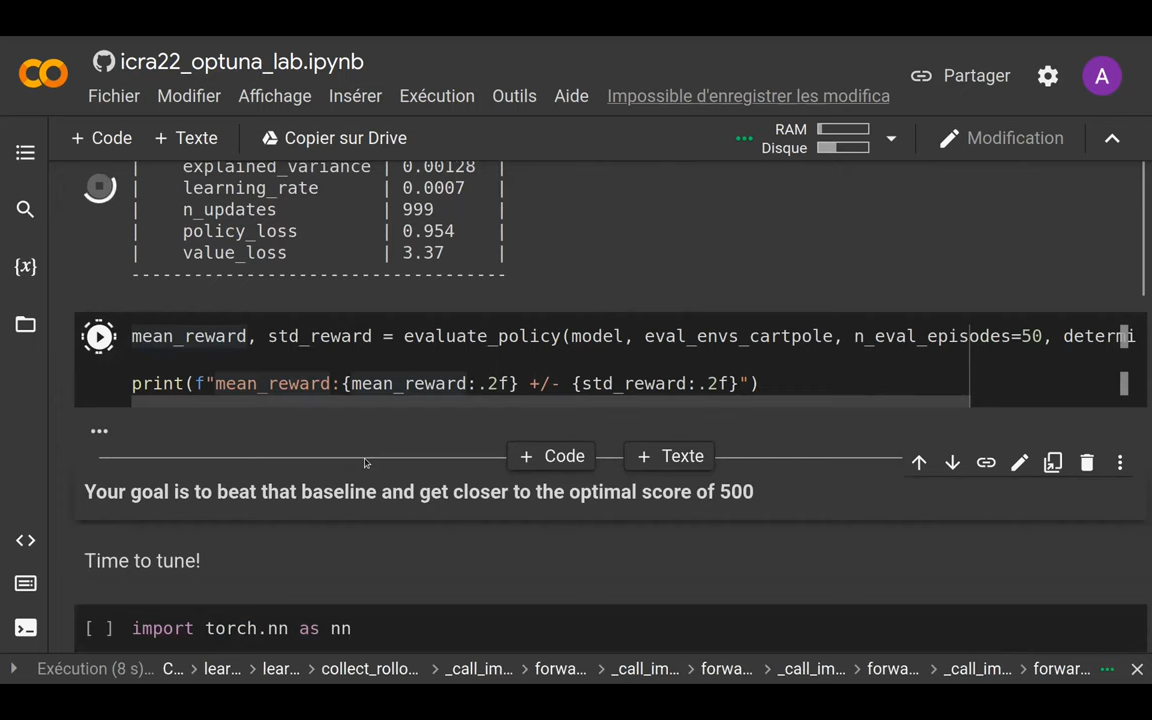 icra22_optuna_lab.ipynb
Partager
A
Fichier Modifier Affichage Insérer Exécution Outils Aide Impossible d'enregistrer les modifica
+ Code + Texte Copier sur Drive
RAM
Disque
Modification
| explained_variance | 0.00128 |
| learning_rate | 0.0007 |
| n_updates | 999 |
| policy_loss | 0.954 |
| value_loss | 3.37 |
-----------------------------------
{x}
mean_reward, std_reward = evaluate_policy(model, eval_envs_cartpole, n_eval_episodes=50, determi
print(f"mean_reward:{mean_reward:.2f} +/- {std_reward:.2f}")
...
+ Code + Texte
Your goal is to beat that baseline and get closer to the optimal score of 500
Time to tune!
[ ] import torch.nn as nn
Exécution (8 s) C... > lear... > lear... > collect_rollo... > _call_im... > forwa... > _call_im... > forwa... > _call_im... > forwa... > _call_im... > forwar...